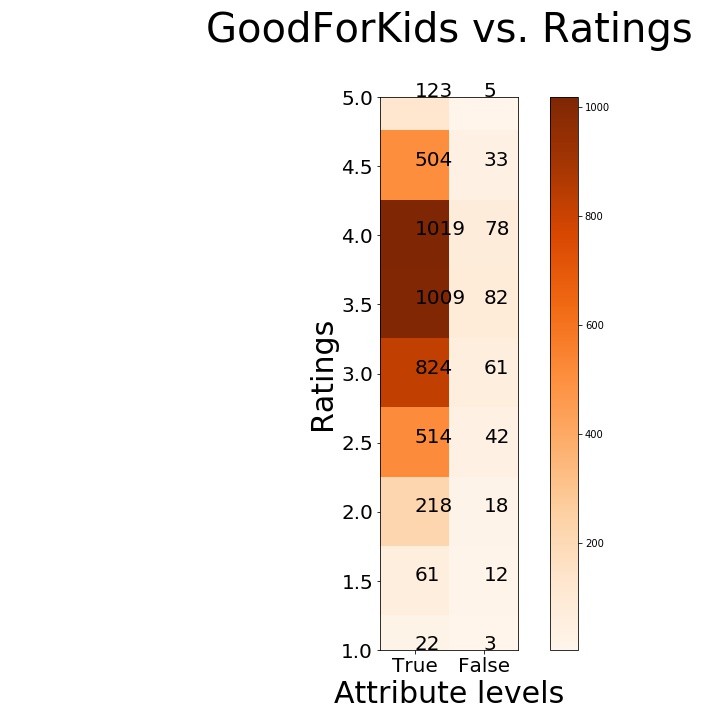 GoodForKids vs. Ratings
5.0 123 5
1000
4.5 504 33
800
4.0 1019 78
3.5 1009 82
600
3.0 824 61
400
2.5 514 42
2.0 218 18
200
1.5 61 12
1.0 22 3
Ratings
True False
Attribute levels